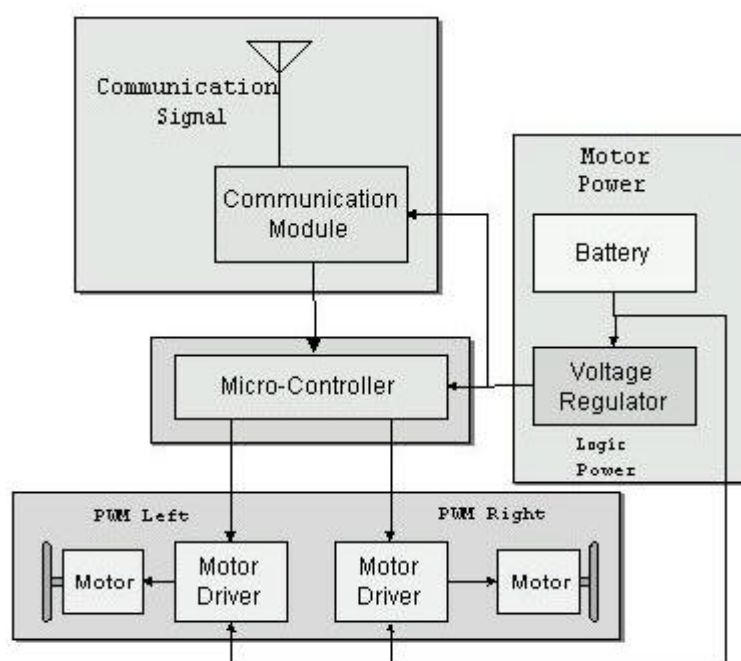 Communication
Signal
Communication
Module
Motor
Power
Battery
Voltage
Regulator
Logic
Power
Micro-Controller
PWM Left
PWM Right
Motor
Motor
Driver
Motor
Driver
Motor